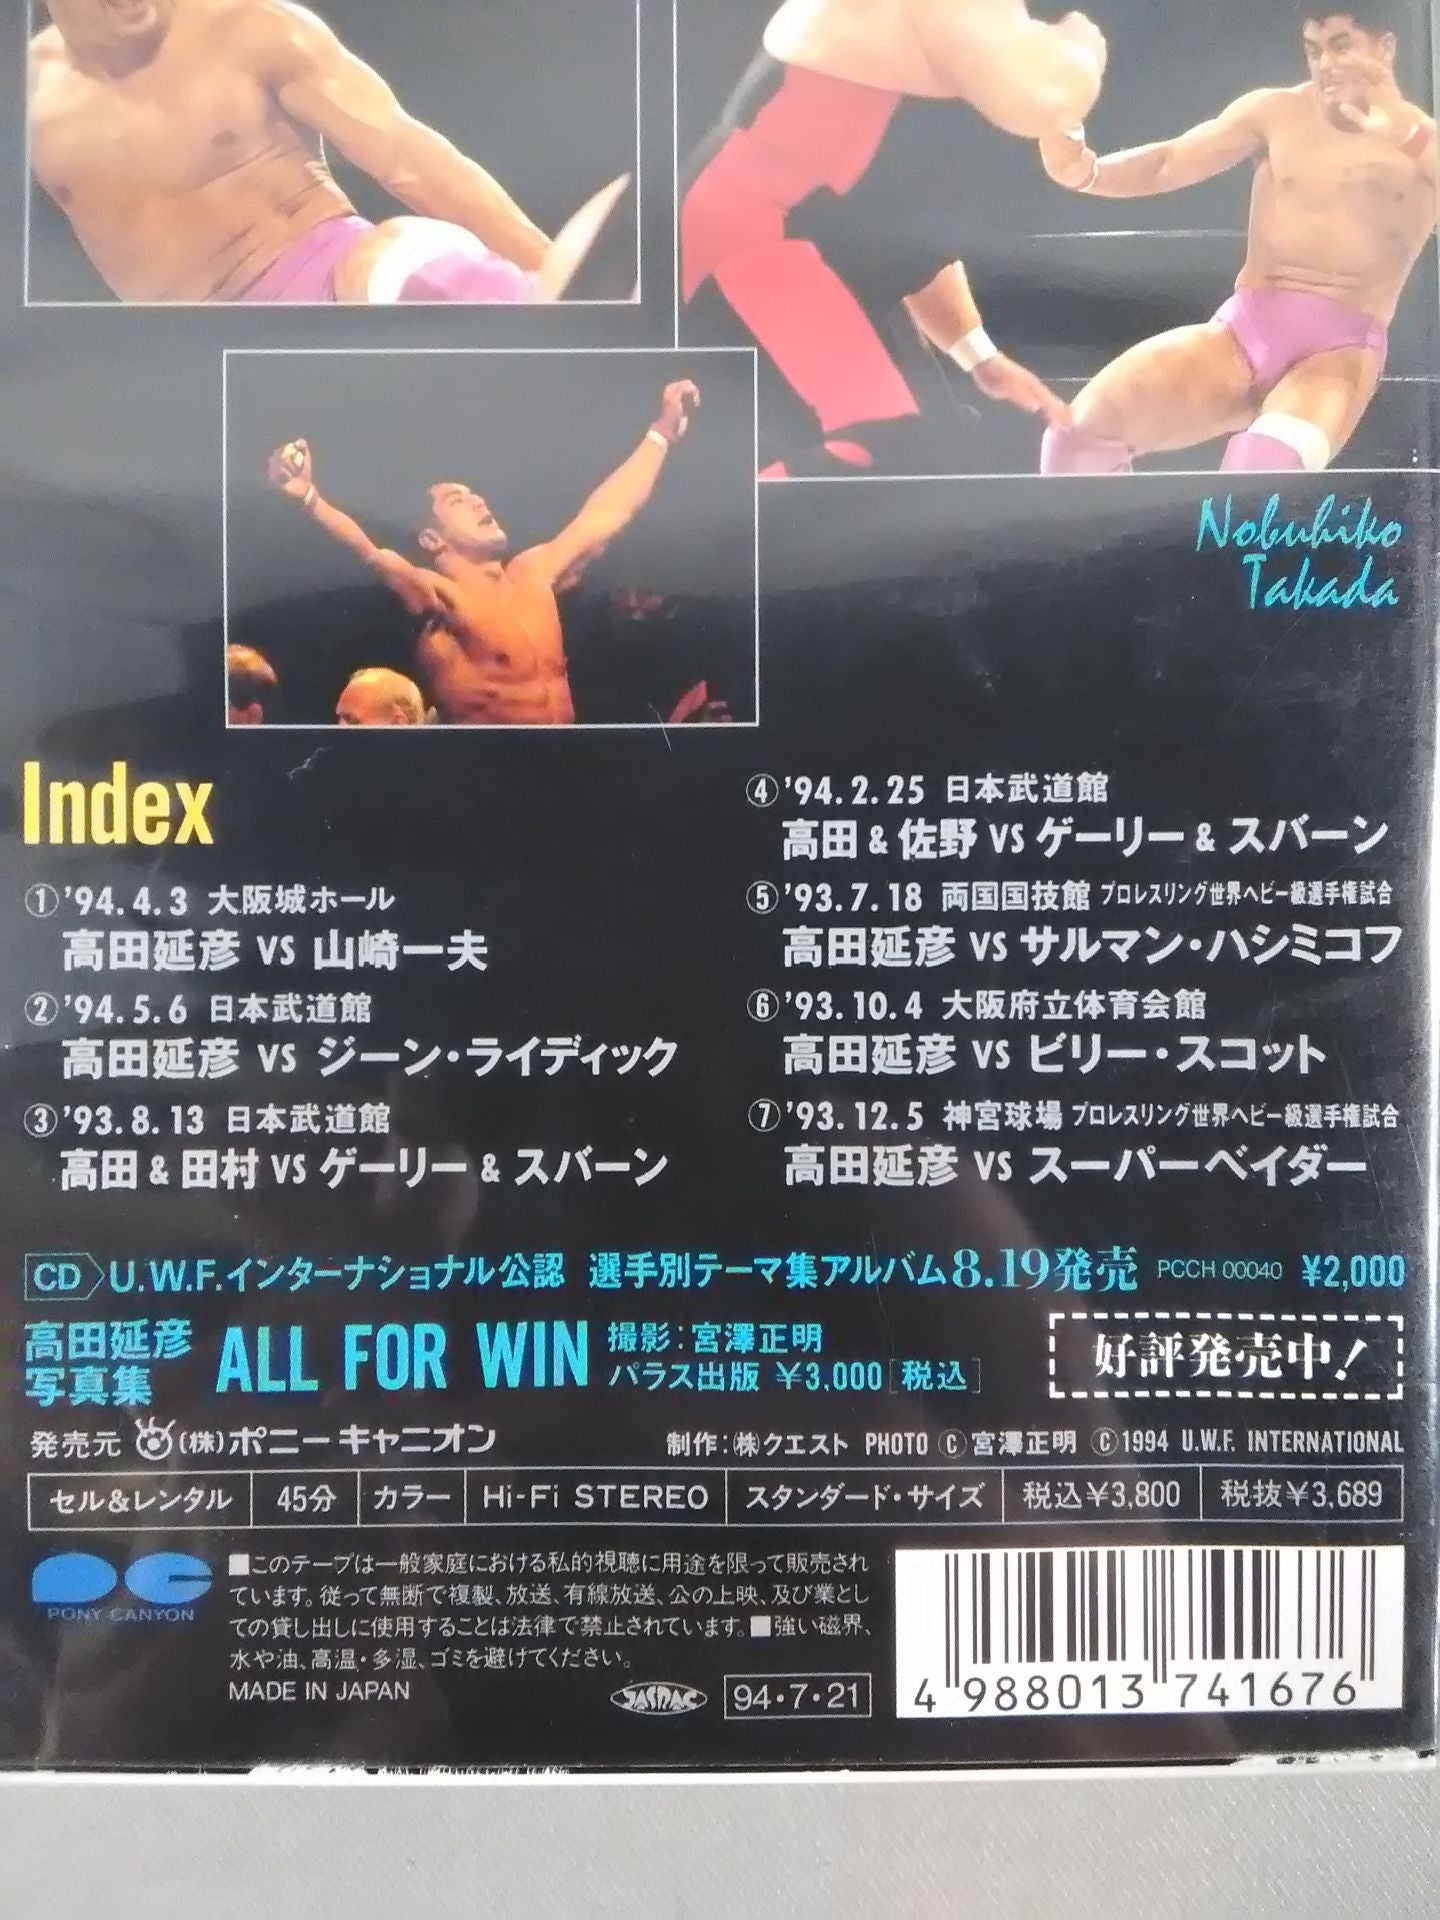 Nobuhiko
Takada
Index
①'94.4.3 大阪城ホール
高田延彦 VS 山崎一夫
②'94.5.6 日本武道館
高田延彦 VS ジーン・ライディック
③'93.8.13 日本武道館
高田 & 田村 VS ゲーリー & スバーン
④'94.2.25 日本武道館
高田 & 佐野 VS ゲーリー & スバーン
⑤'93.7.18 両国国技館 プロレスリング世界ヘビー級選手権試合
高田延彦 VS サルマン・ハシミコフ
⑥'93.10.4 大阪府立体育会館
高田延彦 VS ビリー・スコット
⑦'93.12.5 神宮球場 プロレスリング世界ヘビー級選手権試合
高田延彦 VS スーパーベイダー
CD U.W.F.インターナショナル公認 選手別テーマ集アルバム8.19発売 PCCH 00040 ¥2,000
高田延彦
写真集
ALL FOR WIN
撮影:宮澤正明
パラス出版 ¥3,000[税込]
好評発売中!
発売元 (株)ポニーキャニオン
制作:㈱クエスト PHOTO ©宮澤正明 ©1994 U.W.F. INTERNATIONAL
セル&レンタル 45分 カラー Hi-Fi STEREO スタンダード・サイズ 税込¥3,800 税抜¥3,689
PONY CANYON
■このテープは一般家庭における私的視聴に用途を限って販売され
ています。従って無断で複製、放送、有線放送、公の上映、及び業とし
ての貸し出しに使用することは法律で禁止されています。■強い磁界、
水や油、高温・多湿、ゴミを避けてください。
MADE IN JAPAN
JASRAC
94・7・21
4 988013 741676